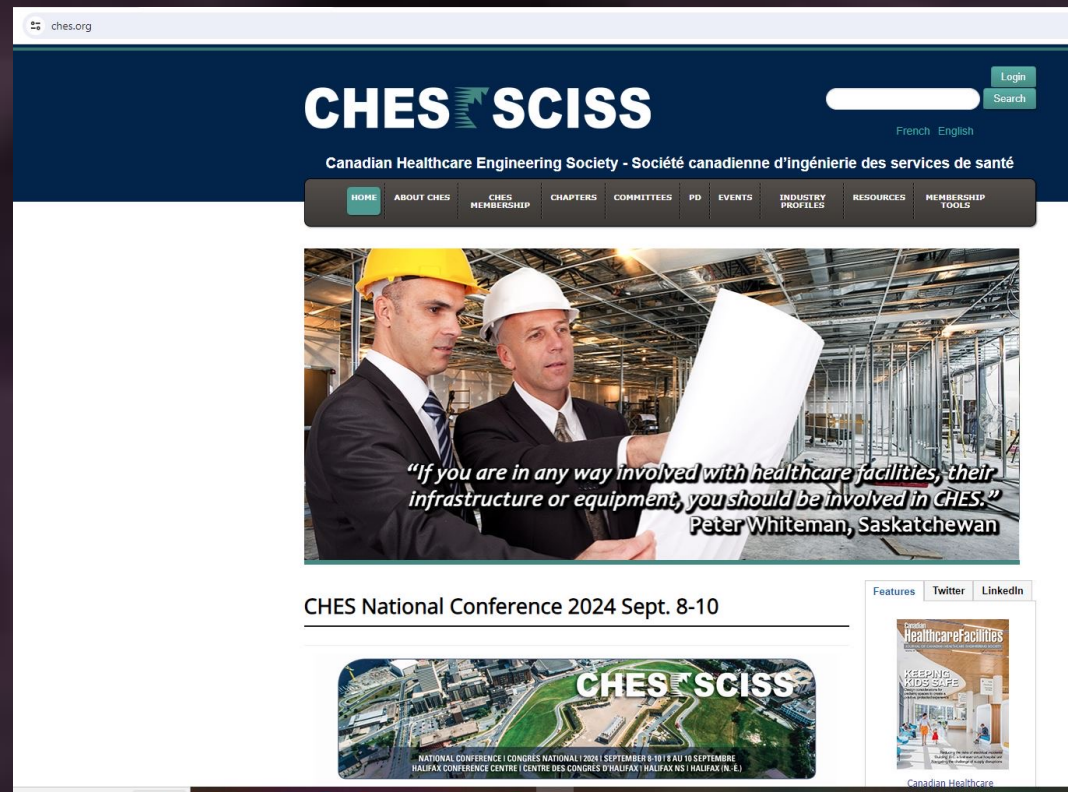 ches.org
Login
Search
CHES SCISS
French English
Canadian Healthcare Engineering Society - Société canadienne d'ingénierie des services de santé
HOME
ABOUT CHES
CHES
MEMBERSHIP
CHAPTERS
COMMITTEES
PD
EVENTS
INDUSTRY
PROFILES
RESOURCES
MEMBERSHIP
TOOLS
“If you are in any way involved with healthcare facilities, their
infrastructure or equipment, you should be involved in CHES.”
Peter Whiteman, Saskatchewan
CHES National Conference 2024 Sept. 8-10
Features Twitter LinkedIn
CHES SCISS
NATIONAL CONFERENCE | CONGRÈS NATIONAL | 2024 | SEPTEMBER 8-10 | 8 AU 10 SEPTEMBRE
HALIFAX CONFERENCE CENTRE | CENTRE DES CONGRÈS D'HALIFAX | HALIFAX NS | HALIFAX (N.-É.)
Canadian
HealthcareFacilities
KEEPING
KIDS SAFE
Canadian Healthcare